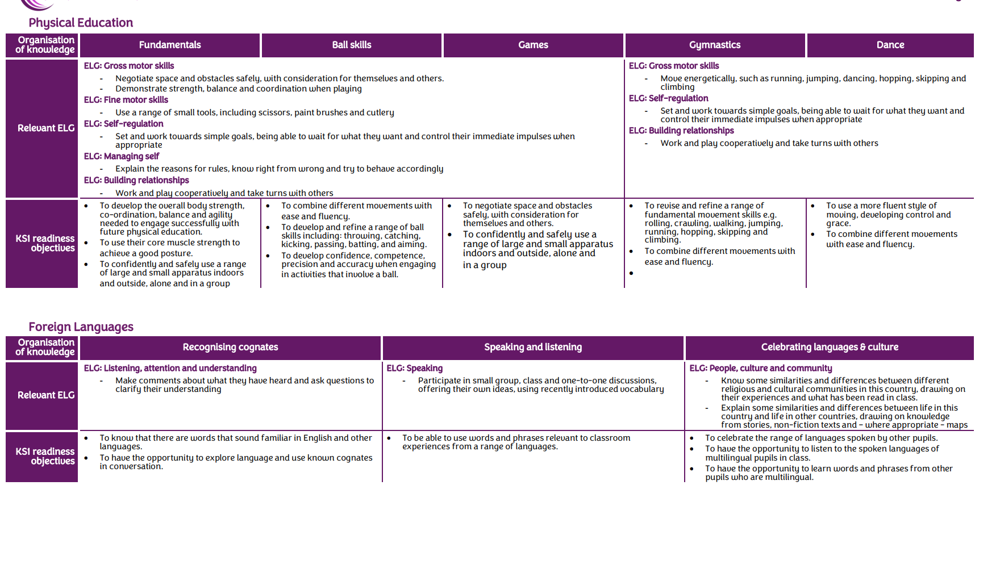 Physical Education
Organisation
of knowledge
Fundamentals
Ball skills
Games
Gymnastics
Dance
Relevant ELG
ELG: Gross motor skills
- Negotiate space and obstacles safely, with consideration for themselves and others.
- Demonstrate strength, balance and coordination when playing
ELG: Fine motor skills
- Use a range of small tools, including scissors, paint brushes and cutlery
ELG: Self-regulation
- Set and work towards simple goals, being able to wait for what they want and control their immediate impulses when
appropriate
ELG: Managing self
- Explain the reasons for rules, know right from wrong and try to behave accordingly
ELG: Building relationships
- Work and play cooperatively and take turns with others
ELG: Gross motor skills
- Move energetically, such as running, jumping, dancing, hopping, skipping and
climbing
ELG: Self-regulation
- Set and work towards simple goals, being able to wait for what they want and
control their immediate impulses when appropriate
ELG: Building relationships
- Work and play cooperatively and take turns with others
KS1 readiness
objectives
• To develop the overall body strength,
co-ordination, balance and agility
needed to engage successfully with
future physical education.
• To use their core muscle strength to
achieve a good posture.
• To confidently and safely use a range
of large and small apparatus indoors
and outside, alone and in a group
• To combine different movements with
ease and fluency.
• To develop and refine a range of ball
skills including: throwing, catching,
kicking, passing, batting, and aiming.
• To develop confidence, competence,
precision and accuracy when engaging
in activities that involve a ball.
• To negotiate space and obstacles
safely, with consideration for
themselves and others.
• To confidently and safely use a
range of large and small apparatus
indoors and outside, alone and
in a group
• To revise and refine a range of
fundamental movement skills e.g.
rolling, crawling, walking, jumping,
running, hopping, skipping and
climbing.
• To combine different movements with
ease and fluency.
•
• To use a more fluent style of
moving, developing control and
grace.
• To combine different movements
with ease and fluency.
Foreign Languages
Organisation
of knowledge
Recognising cognates
Speaking and listening
Celebrating languages & culture
Relevant ELG
ELG: Listening, attention and understanding
- Make comments about what they have heard and ask questions to
clarify their understanding
ELG: Speaking
- Participate in small group, class and one-to-one discussions,
offering their own ideas, using recently introduced vocabulary
ELG: People, culture and community
- Know some similarities and differences between different
religious and cultural communities in this country, drawing on
their experiences and what has been read in class.
- Explain some similarities and differences between life in this
country and life in other countries, drawing on knowledge
from stories, non-fiction texts and – where appropriate – maps
KS1 readiness
objectives
• To know that there are words that sound familiar in English and other
languages.
• To have the opportunity to explore language and use known cognates
in conversation.
• To be able to use words and phrases relevant to classroom
experiences from a range of languages.
• To celebrate the range of languages spoken by other pupils.
• To have the opportunity to listen to the spoken languages of
multilingual pupils in class.
• To have the opportunity to learn words and phrases from other
pupils who are multilingual.